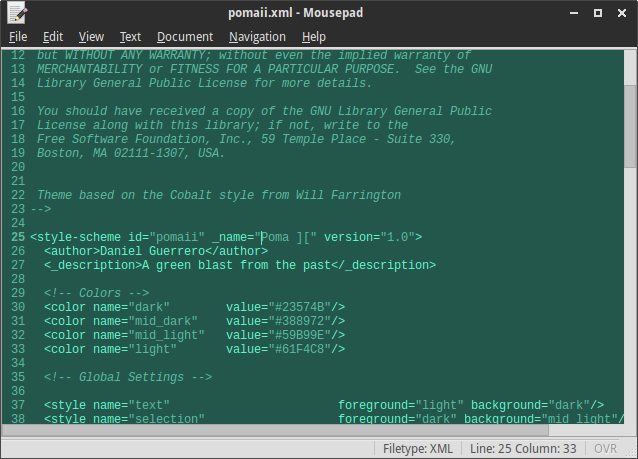 pomaii.xml - Mousepad
File Edit View Text Document Navigation Help
12 but WITHOUT ANY WARRANTY; without even the implied warranty of
13 MERCHANTABILITY or FITNESS FOR A PARTICULAR PURPOSE.  See the GNU
14 Library General Public License for more details.
15
16 You should have received a copy of the GNU Library General Public
17 License along with this library; if not, write to the
18 Free Software Foundation, Inc., 59 Temple Place - Suite 330,
19 Boston, MA 02111-1307, USA.
20
21
22 Theme based on the Cobalt style from Will Farrington
23 -->
24
25 <style-scheme id="pomaii" _name="Poma ][" version="1.0">
26   <author>Daniel Guerrero</author>
27   <_description>A green blast from the past</_description>
28
29   <!-- Colors -->
30   <color name="dark"        value="#23574B"/>
31   <color name="mid_dark"    value="#388972"/>
32   <color name="mid_light"   value="#59B99E"/>
33   <color name="light"       value="#61F4C8"/>
34
35   <!-- Global Settings -->
36
37   <style name="text"                        foreground="light" background="dark"/>
38   <style name="selection"                   foreground="dark" background="mid_light"/
Filetype: XML Line: 25 Column: 33 OVR